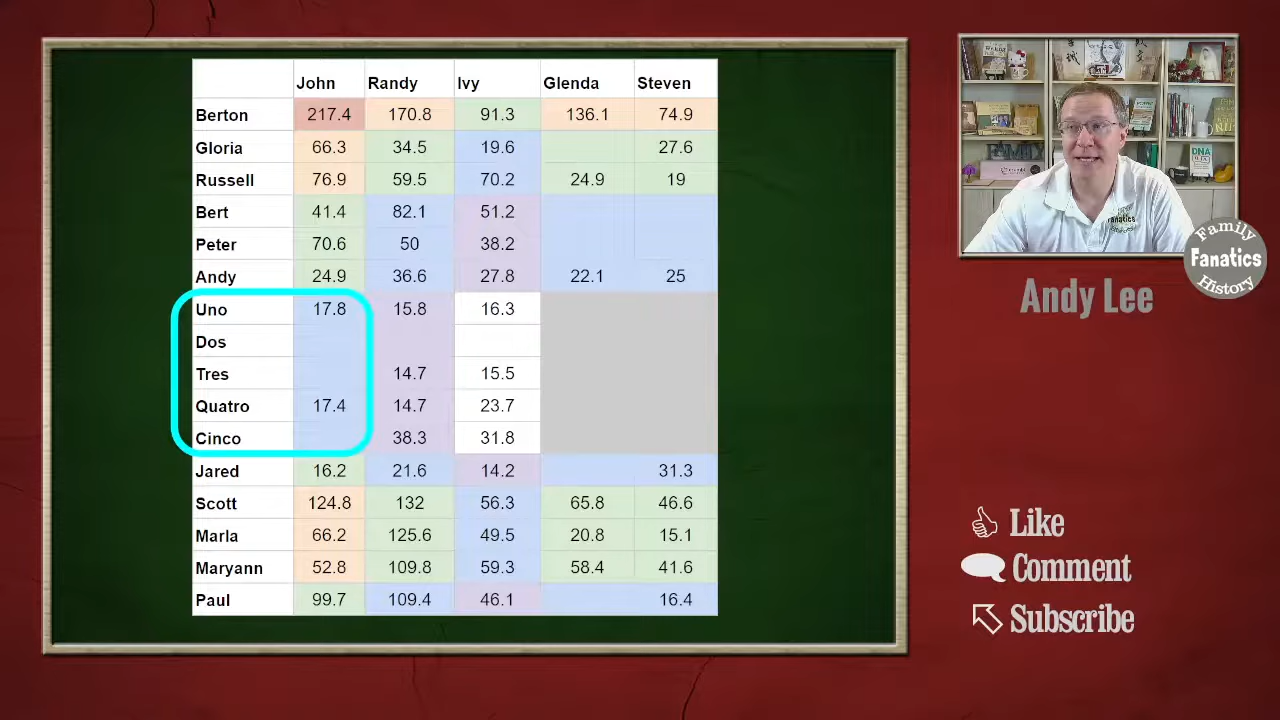 John Randy Ivy Glenda Steven
Berton 217.4 170.8 91.3 136.1 74.9
Gloria 66.3 34.5 19.6 27.6
Russell 76.9 59.5 70.2 24.9 19
Bert 41.4 82.1 51.2
Peter 70.6 50 38.2
Andy 24.9 36.6 27.8 22.1 25
Uno 17.8 15.8 16.3
Dos
Tres 14.7 15.5
Quatro 17.4 14.7 23.7
Cinco 38.3 31.8
Jared 16.2 21.6 14.2 31.3
Scott 124.8 132 56.3 65.8 46.6
Marla 66.2 125.6 49.5 20.8 15.1
Maryann 52.8 109.8 59.3 58.4 41.6
Paul 99.7 109.4 46.1 16.4
DNA
Fanatics
Family
Fanatics
History
Andy Lee
Like
Comment
Subscribe